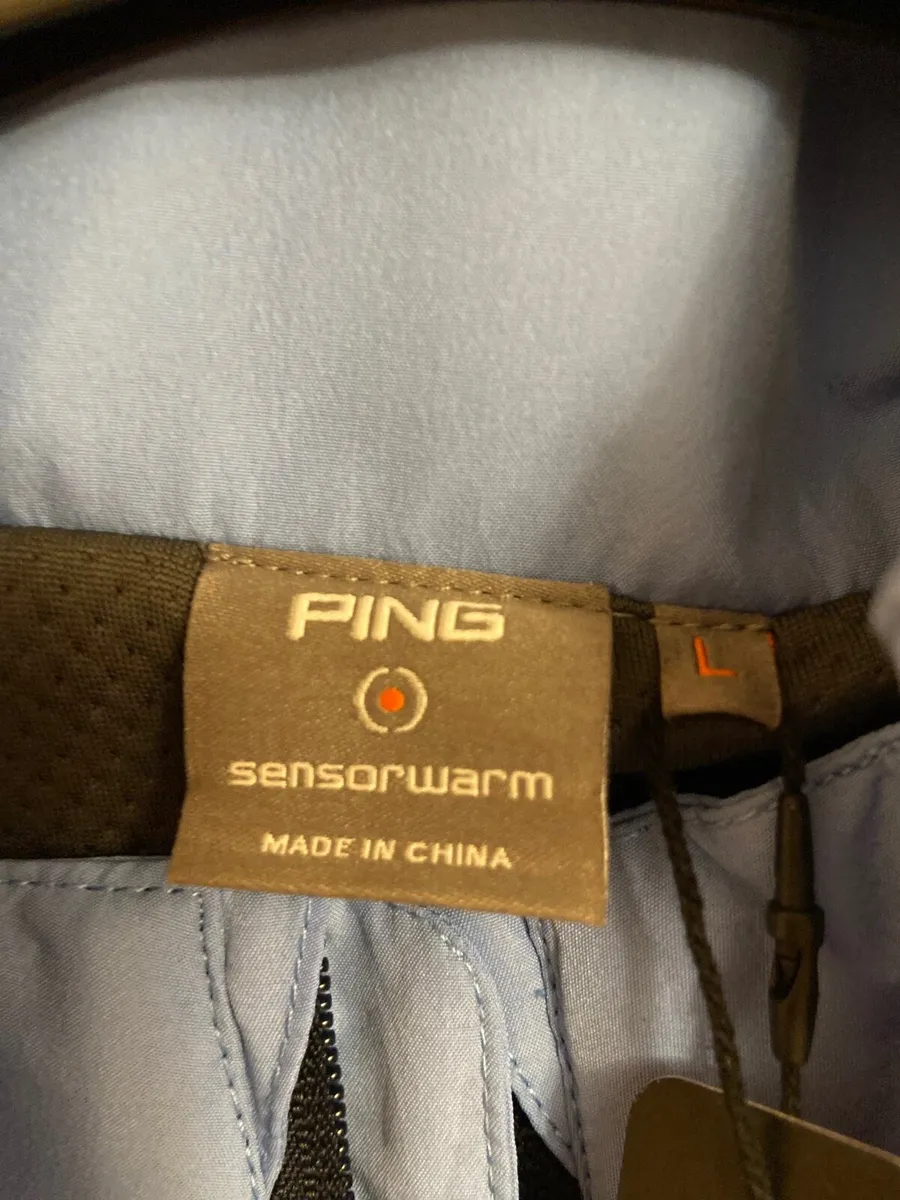 PING
sensorwarm
MADE IN CHINA
L